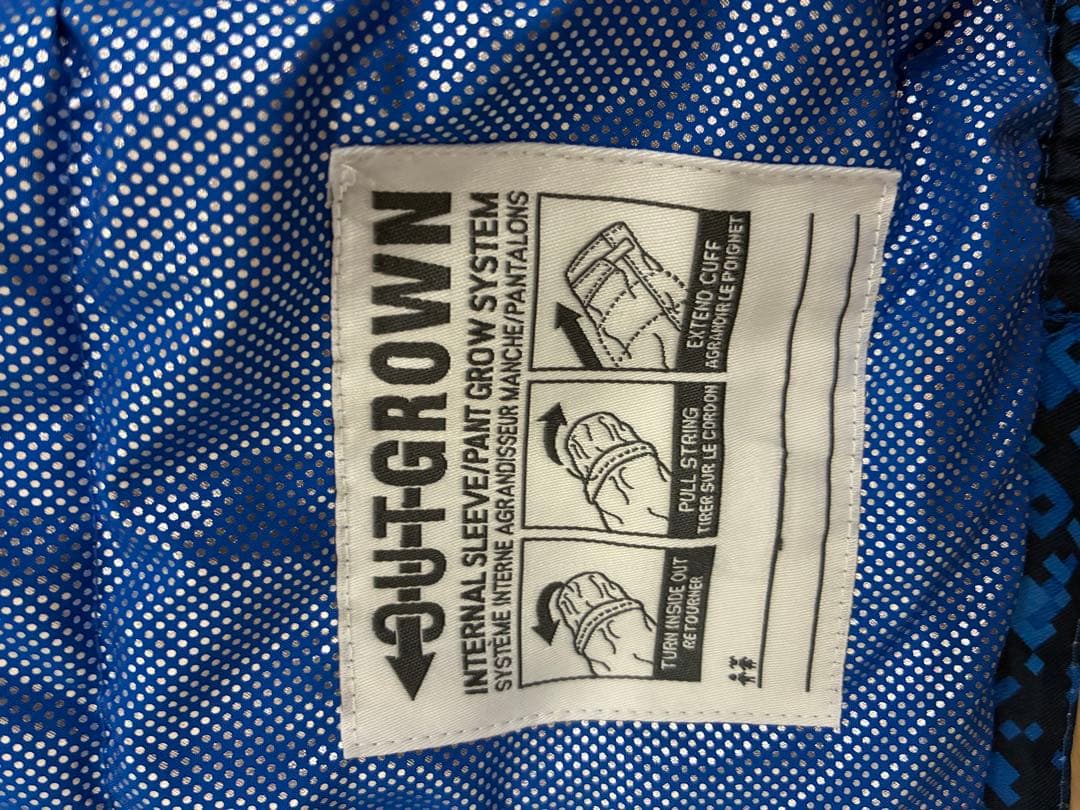 OUTGROWN
INTERNAL SLEEVE/PANT GROW SYSTEM
SYSTÈME INTERNE AGRANDISSEUR MANCHE/PANTALONS
TURN INSIDE OUT
RETOURNER
PULL STRING
TIRER SUR LE CORDON
EXTEND CUFF
AGRANDIR LE POIGNET